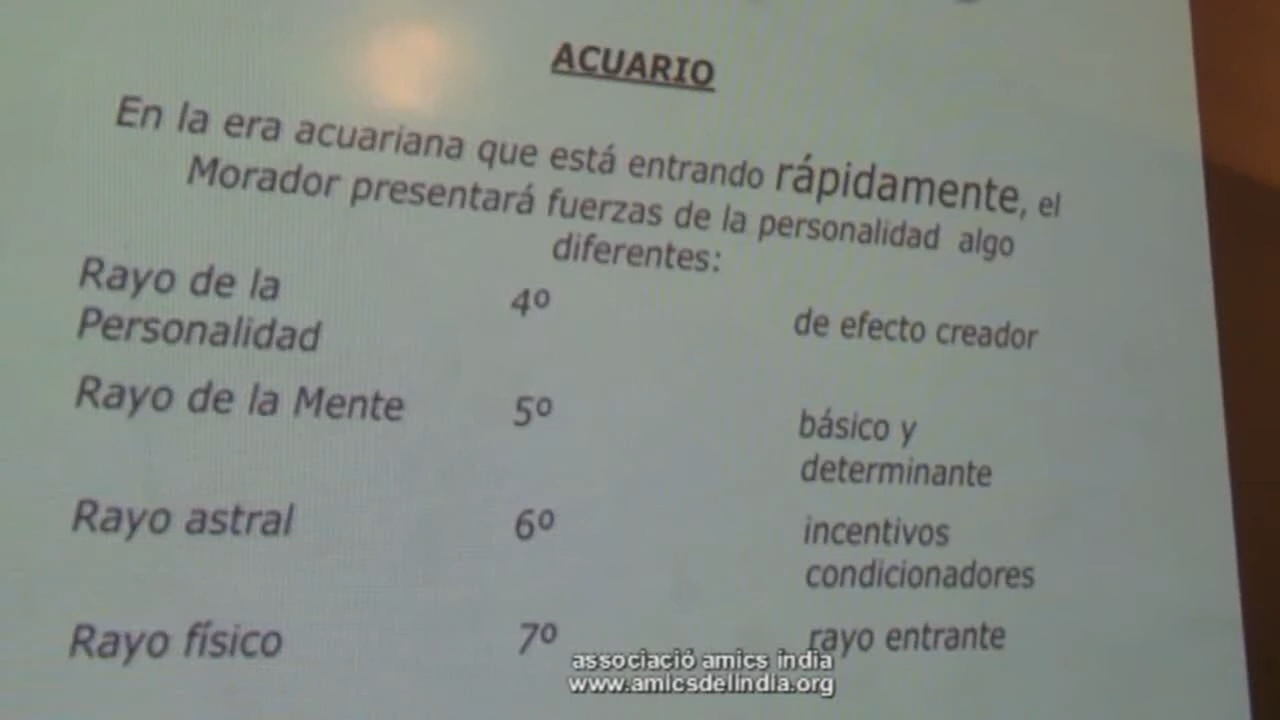 ACUARIO
En la era acuariana que está entrando rápidamente, el
Morador presentará fuerzas de la personalidad algo
diferentes:
Rayo de la
Personalidad
4º
de efecto creador
Rayo de la Mente
5º
básico y
determinante
Rayo astral
6º
incentivos
condicionadores
Rayo físico
7º
rayo entrante
associació amics india
www.amicsdelindia.org